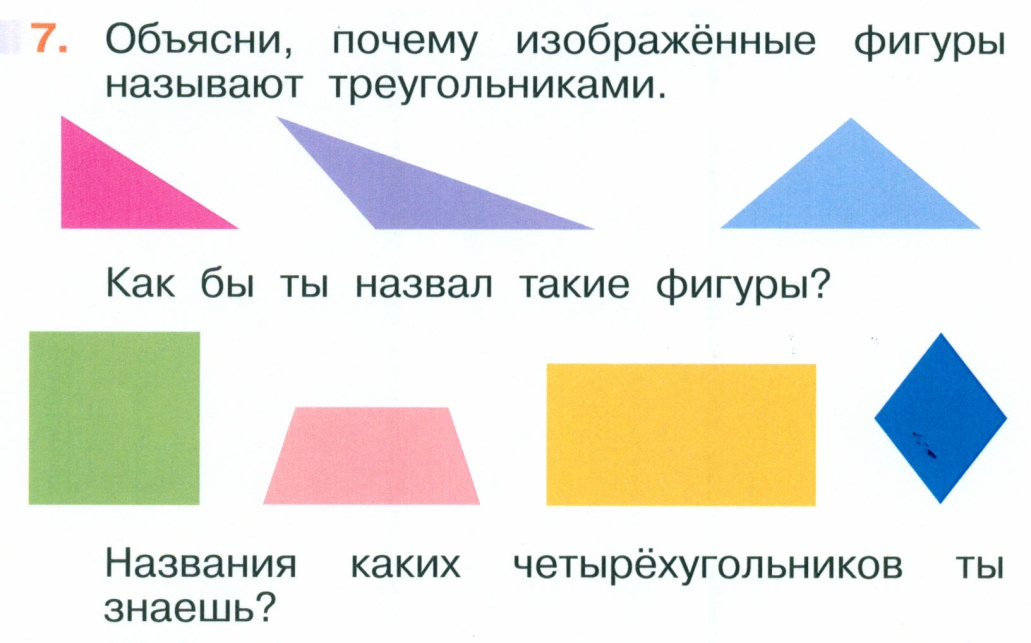 7. Объясни, почему изображённые фигуры
называют треугольниками.
Как бы ты назвал такие фигуры?
Названия каких четырёхугольников ты
знаешь?